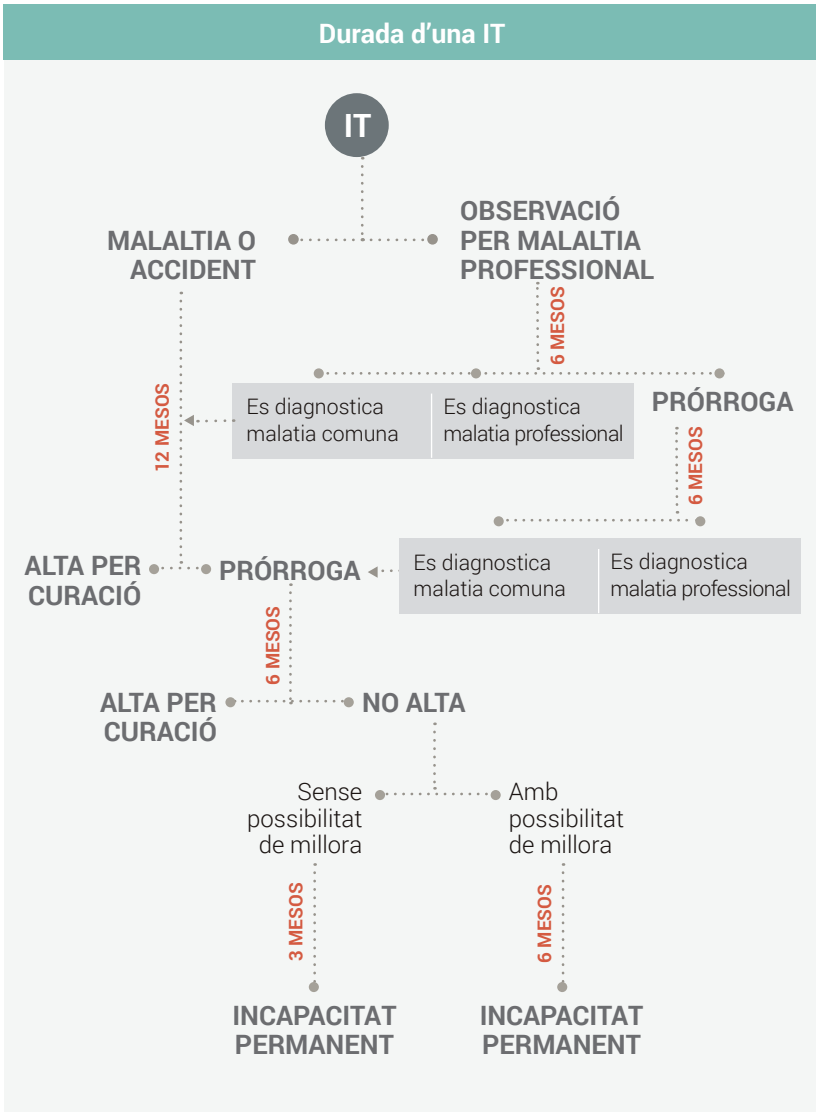 Durada d’una IT
IT
MALALTIA O
ACCIDENT
OBSERVACIÓ
PER MALALTIA
PROFESSIONAL
6 MESOS
12 MESOS
Es diagnostica
malatia comuna
Es diagnostica
malatia professional
PRÓRROGA
6 MESOS
ALTA PER
CURACIÓ
PRÓRROGA
Es diagnostica
malatia comuna
Es diagnostica
malatia professional
6 MESOS
ALTA PER
CURACIÓ
NO ALTA
Sense
possibilitat
de millora
Amb
possibilitat
de millora
3 MESOS
6 MESOS
INCAPACITAT
PERMANENT
INCAPACITAT
PERMANENT